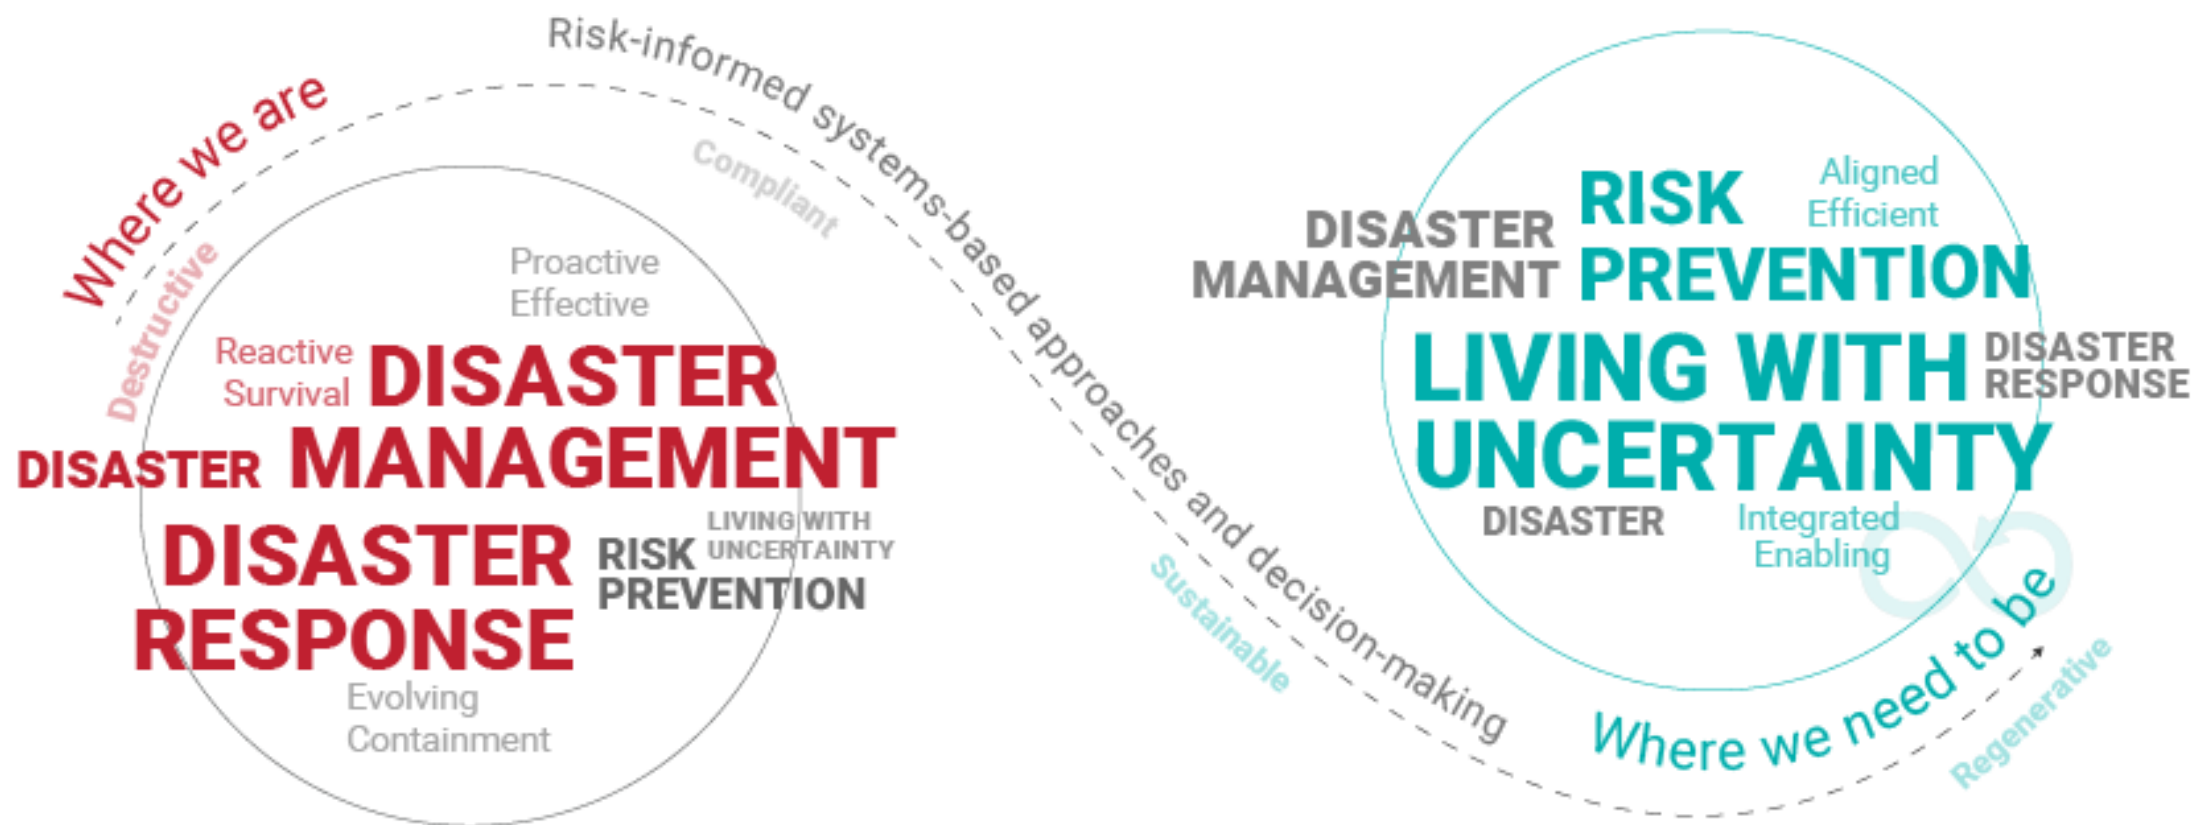 Where we are
Destructive
Risk-informed systems-based approaches and decision-making
Compliant
Sustainable
Proactive
Effective
Reactive
Survival
DISASTER
MANAGEMENT
DISASTER
DISASTER
RESPONSE
RISK
PREVENTION
LIVING WITH
UNCERTAINTY
Evolving
Containment
DISASTER
MANAGEMENT
RISK
PREVENTION
Aligned
Efficient
LIVING WITH
UNCERTAINTY
DISASTER
RESPONSE
DISASTER
Integrated
Enabling
Where we need to be
Regenerative